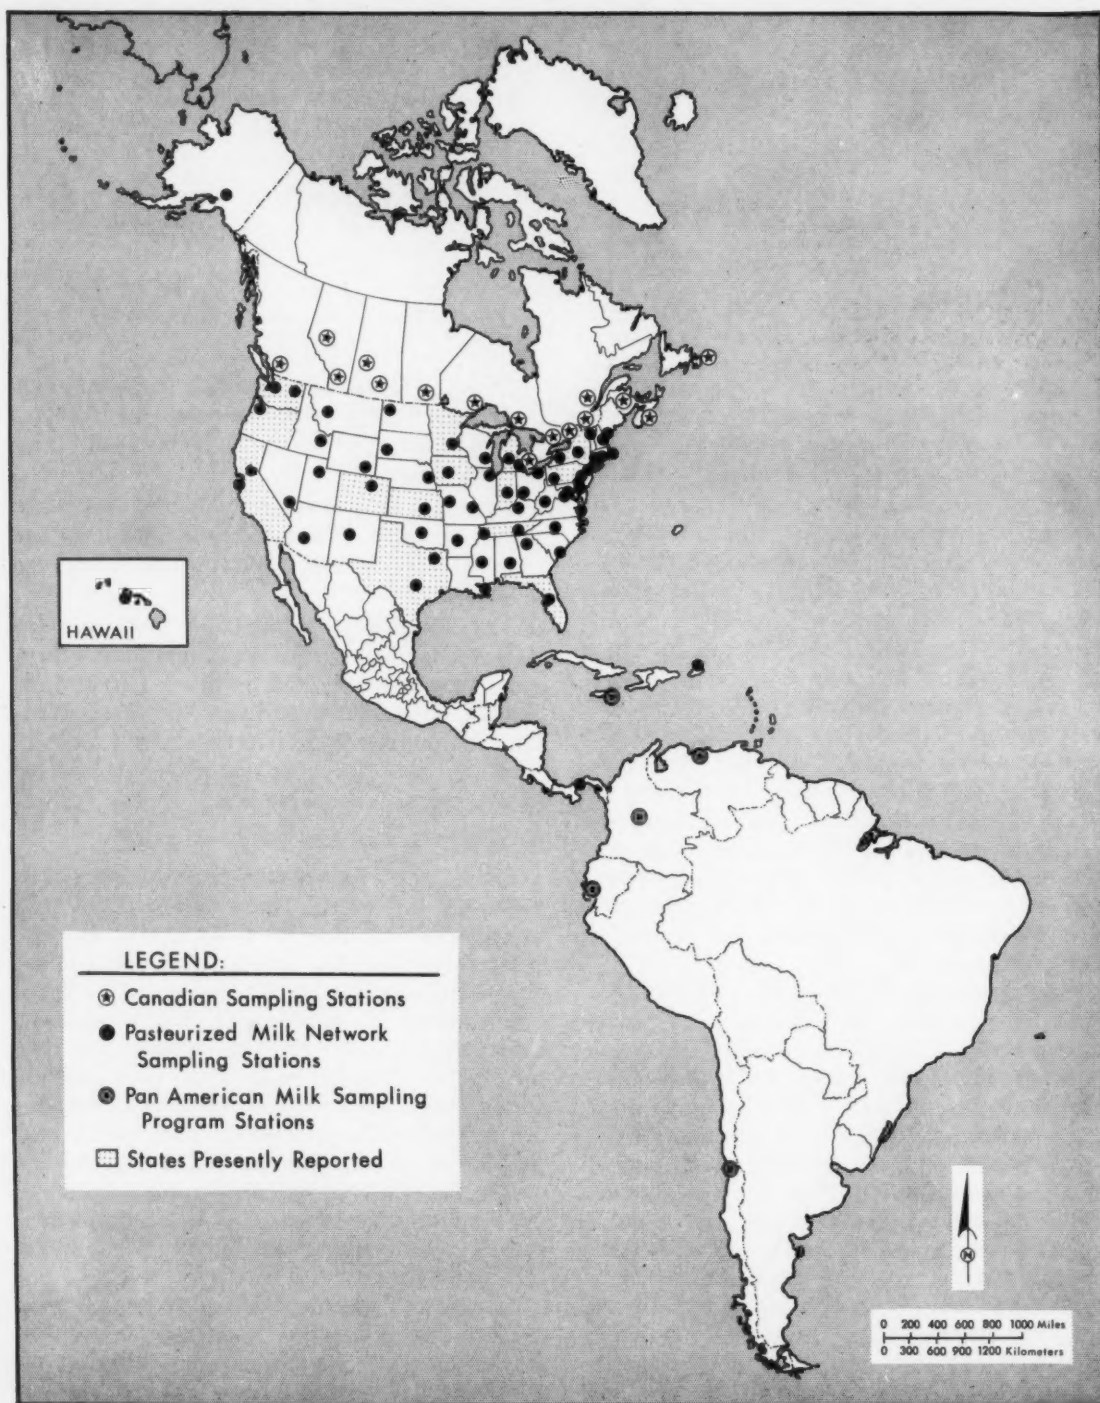 HAWAII
LEGEND:
Canadian Sampling Stations
Pasteurized Milk Network
Sampling Stations
Pan American Milk Sampling
Program Stations
States Presently Reported
N
0 200 400 600 800 1000 Miles
0 300 600 900 1200 Kilometers